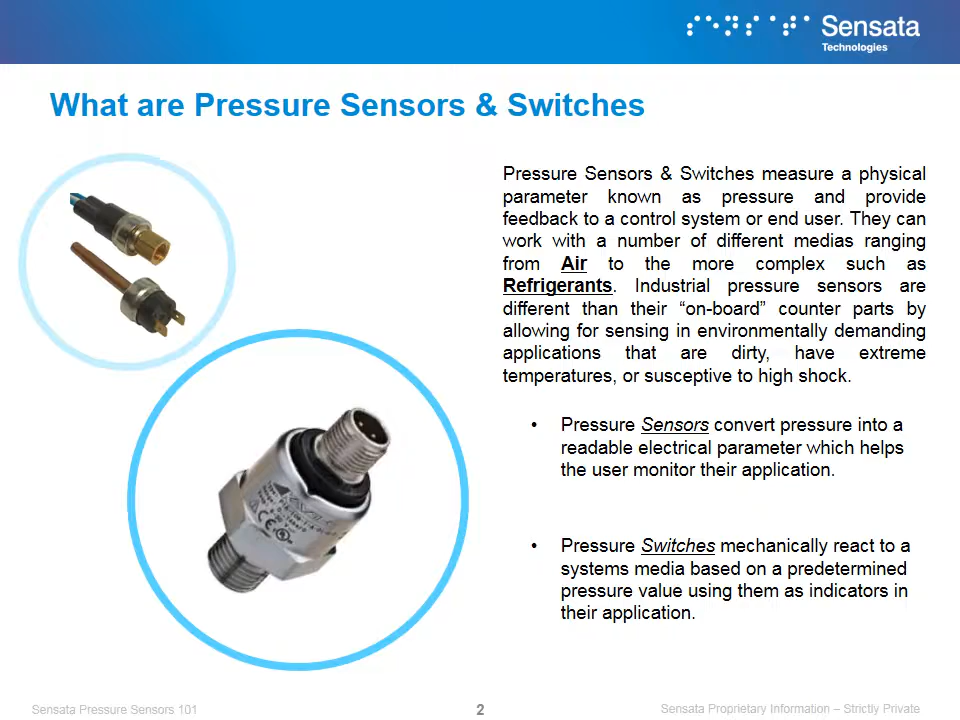 Sensata
Technologies
What are Pressure Sensors & Switches
Pressure Sensors & Switches measure a physical
parameter known as pressure and provide
feedback to a control system or end user. They can
work with a number of different medias ranging
from Air to the more complex such as
Refrigerants. Industrial pressure sensors are
different than their “on-board” counter parts by
allowing for sensing in environmentally demanding
applications that are dirty, have extreme
temperatures, or susceptive to high shock.
• Pressure Sensors convert pressure into a
readable electrical parameter which helps
the user monitor their application.
• Pressure Switches mechanically react to a
systems media based on a predetermined
pressure value using them as indicators in
their application.
CE
Sensata Pressure Sensors 101
2
Sensata Proprietary Information – Strictly Private